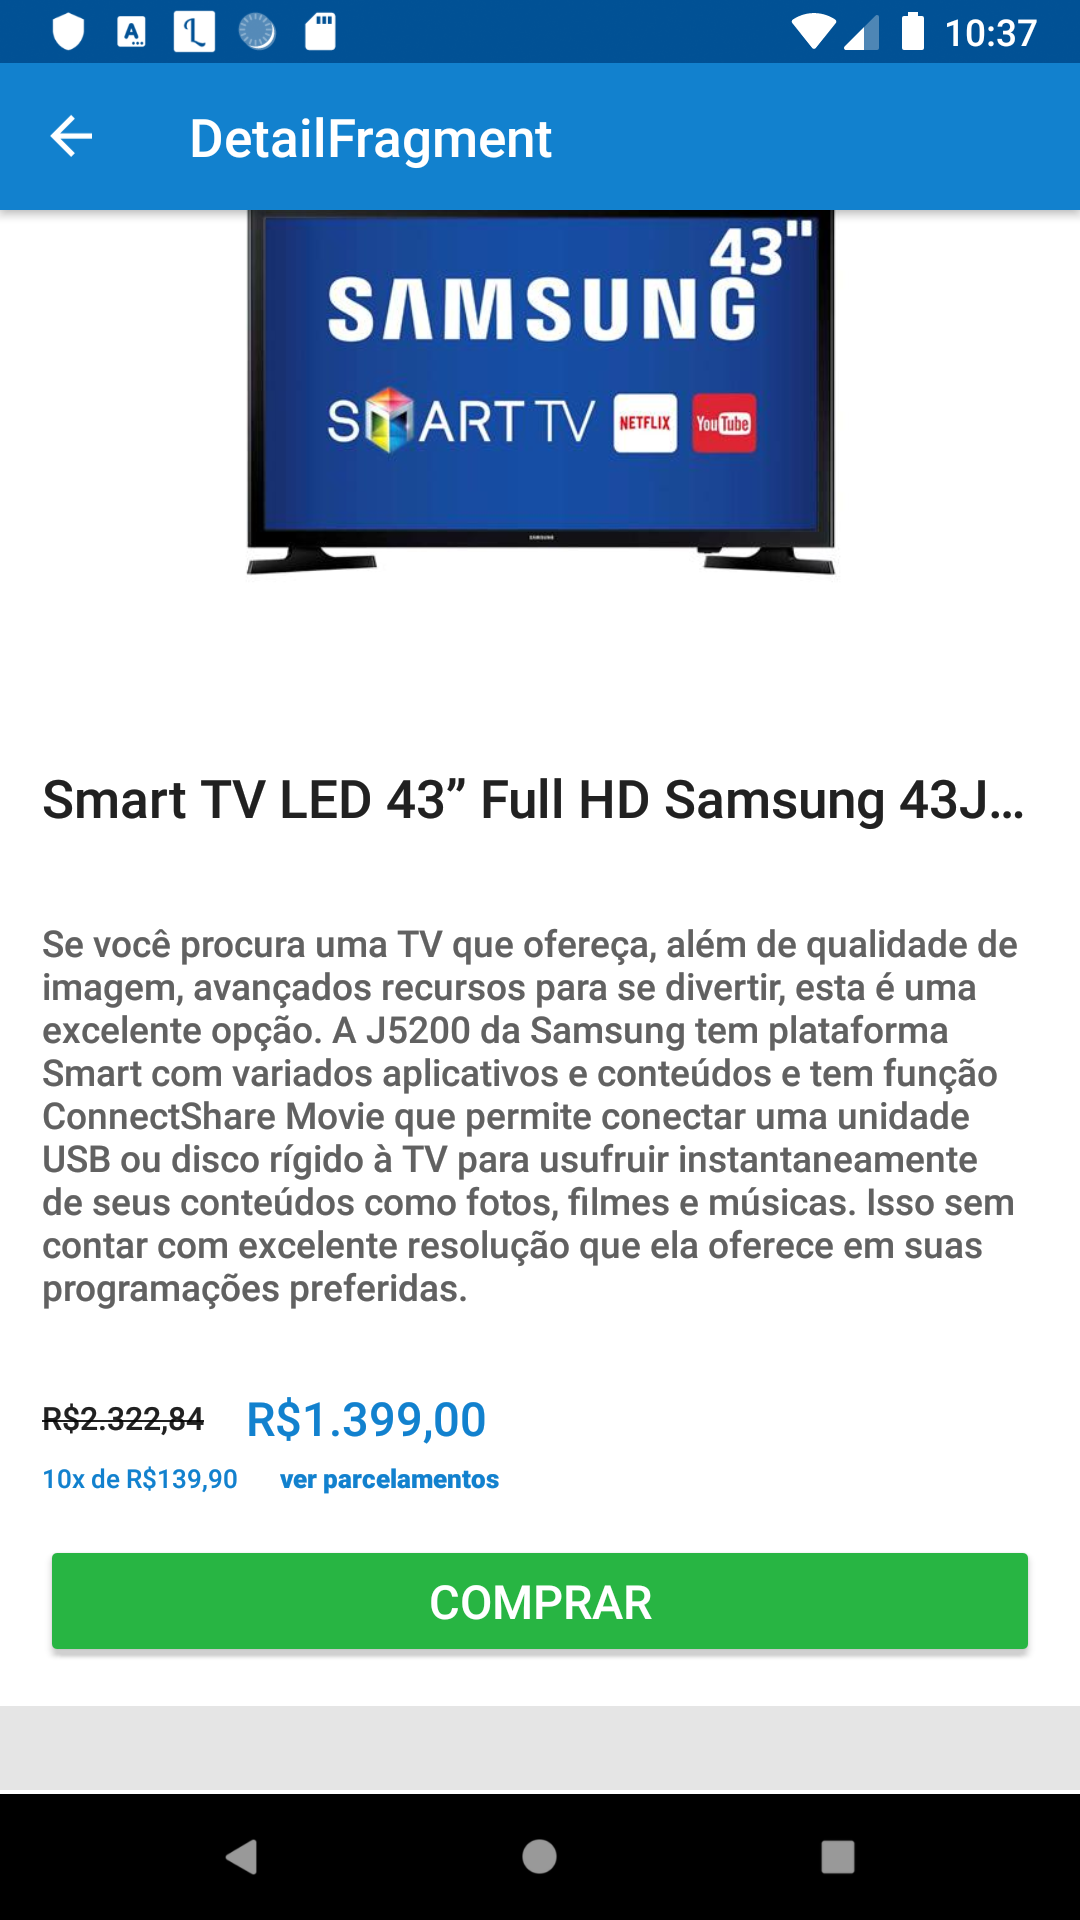 10:37
DetailFragment
43"
SAMSUNG
SMART TV NETFLIX YouTube
SAMSUNG
Smart TV LED 43” Full HD Samsung 43J...
Se você procura uma TV que ofereça, além de qualidade de
imagem, avançados recursos para se divertir, esta é uma
excelente opção. A J5200 da Samsung tem plataforma
Smart com variados aplicativos e conteúdos e tem função
ConnectShare Movie que permite conectar uma unidade
USB ou disco rígido à TV para usufruir instantaneamente
de seus conteúdos como fotos, filmes e músicas. Isso sem
contar com excelente resolução que ela oferece em suas
programações preferidas.
R$2.322,84 R$1.399,00
10x de R$139,90 ver parcelamentos
COMPRAR